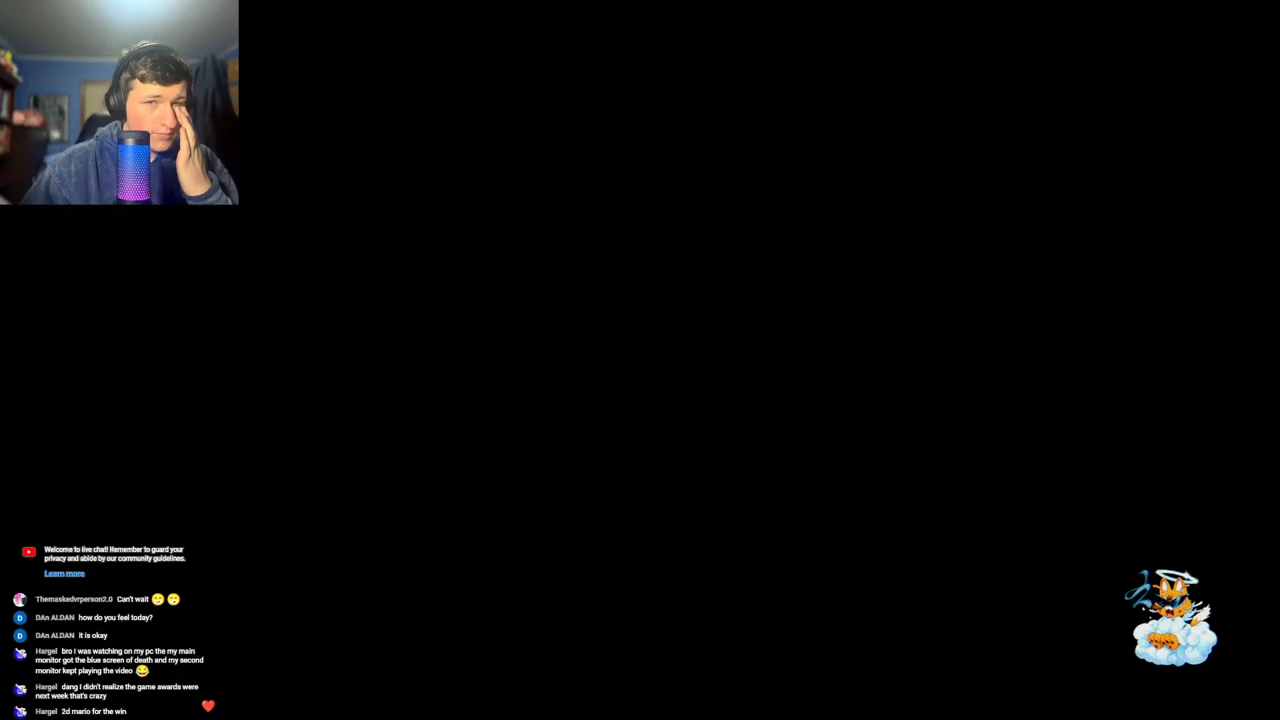 Welcome to live chat! Remember to guard your
privacy and abide by our community guidelines.
Learn more
Themaskedvrperson2.0 Can't wait
DAn ALDAN how do you feel today?
DAn ALDAN it is okay
Hargel bro I was watching on my pc the my main
monitor got the blue screen of death and my second
monitor kept playing the video
Hargel dang I didn't realize the game awards were
next week that's crazy
Hargel 2d mario for the win